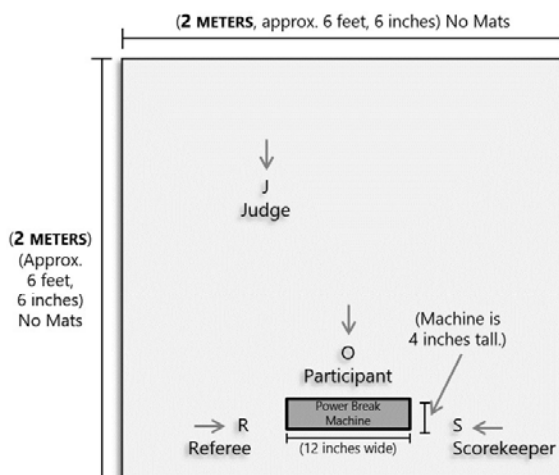 (2 METERS, approx. 6 feet, 6 inches) No Mats
J
Judge
(2 METERS)
(Approx.
6 feet,
6 inches)
No Mats
(Machine is
4 inches tall.)
O
Participant
Power Break
Machine
R
Referee
(12 inches wide)
S
Scorekeeper